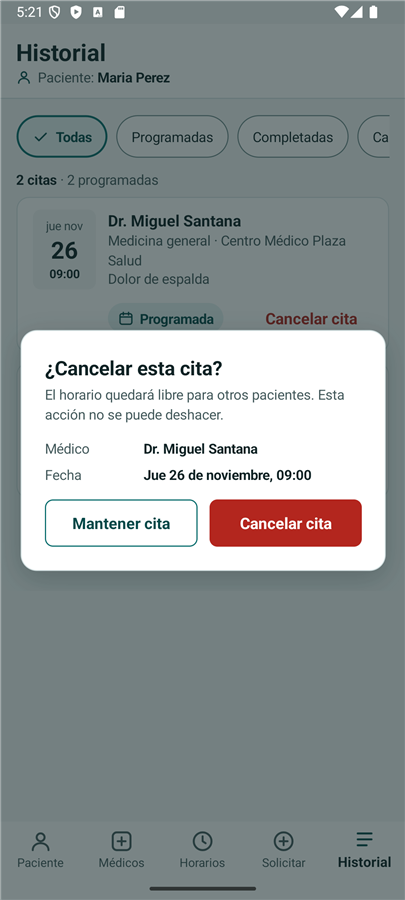 5:21
Historial
Paciente: Maria Perez
Todas
Programadas
Completadas
Ca
2 citas · 2 programadas
jue nov
26
09:00
Dr. Miguel Santana
Medicina general · Centro Médico Plaza
Salud
Dolor de espalda
Programada
Cancelar cita
¿Cancelar esta cita?
El horario quedará libre para otros pacientes. Esta
acción no se puede deshacer.
Médico
Dr. Miguel Santana
Fecha
Jue 26 de noviembre, 09:00
Mantener cita
Cancelar cita
Paciente
Médicos
Horarios
Solicitar
Historial